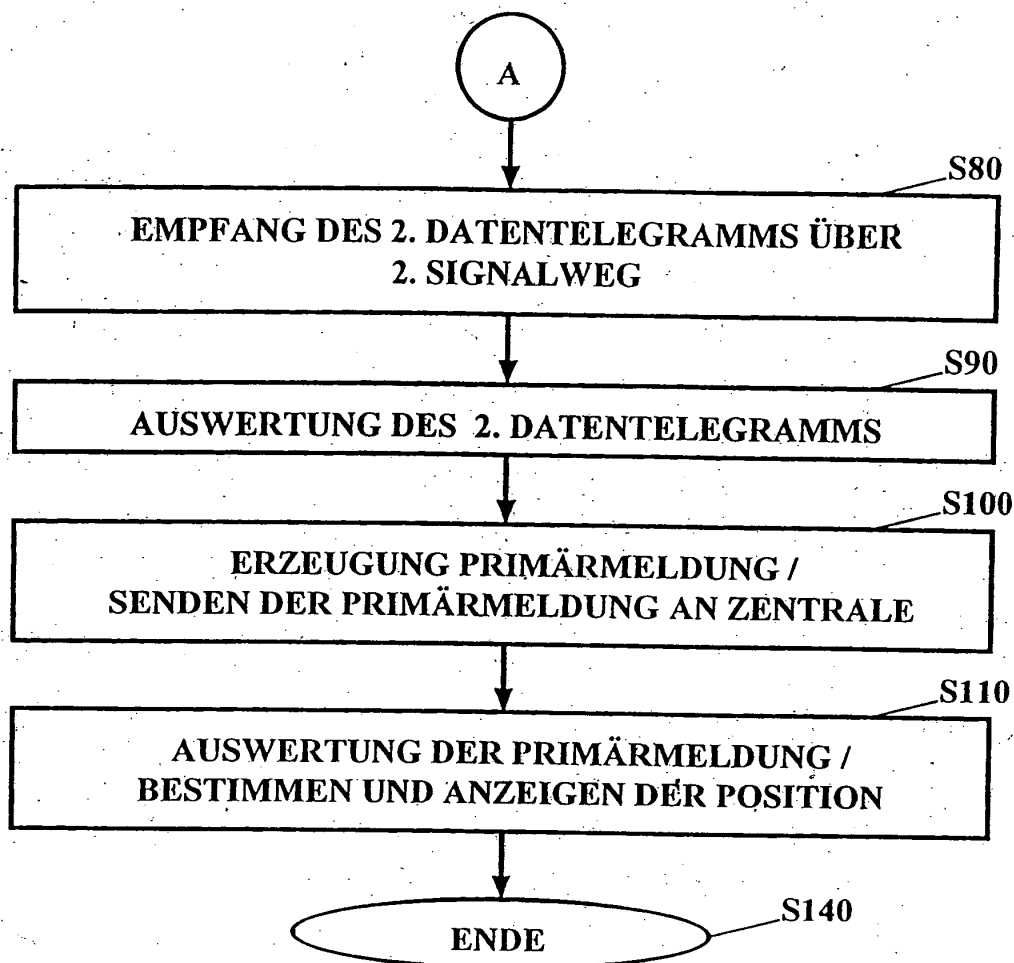 A
S80
EMPFANG DES 2. DATENTELEGRAMMS ÜBER
2. SIGNALWEG
S90
AUSWERTUNG DES 2. DATENTELEGRAMMS
S100
ERZEUGUNG PRIMÄRMELDUNG /
SENDEN DER PRIMÄRMELDUNG AN ZENTRALE
S110
AUSWERTUNG DER PRIMÄRMELDUNG /
BESTIMMEN UND ANZEIGEN DER POSITION
S140
ENDE